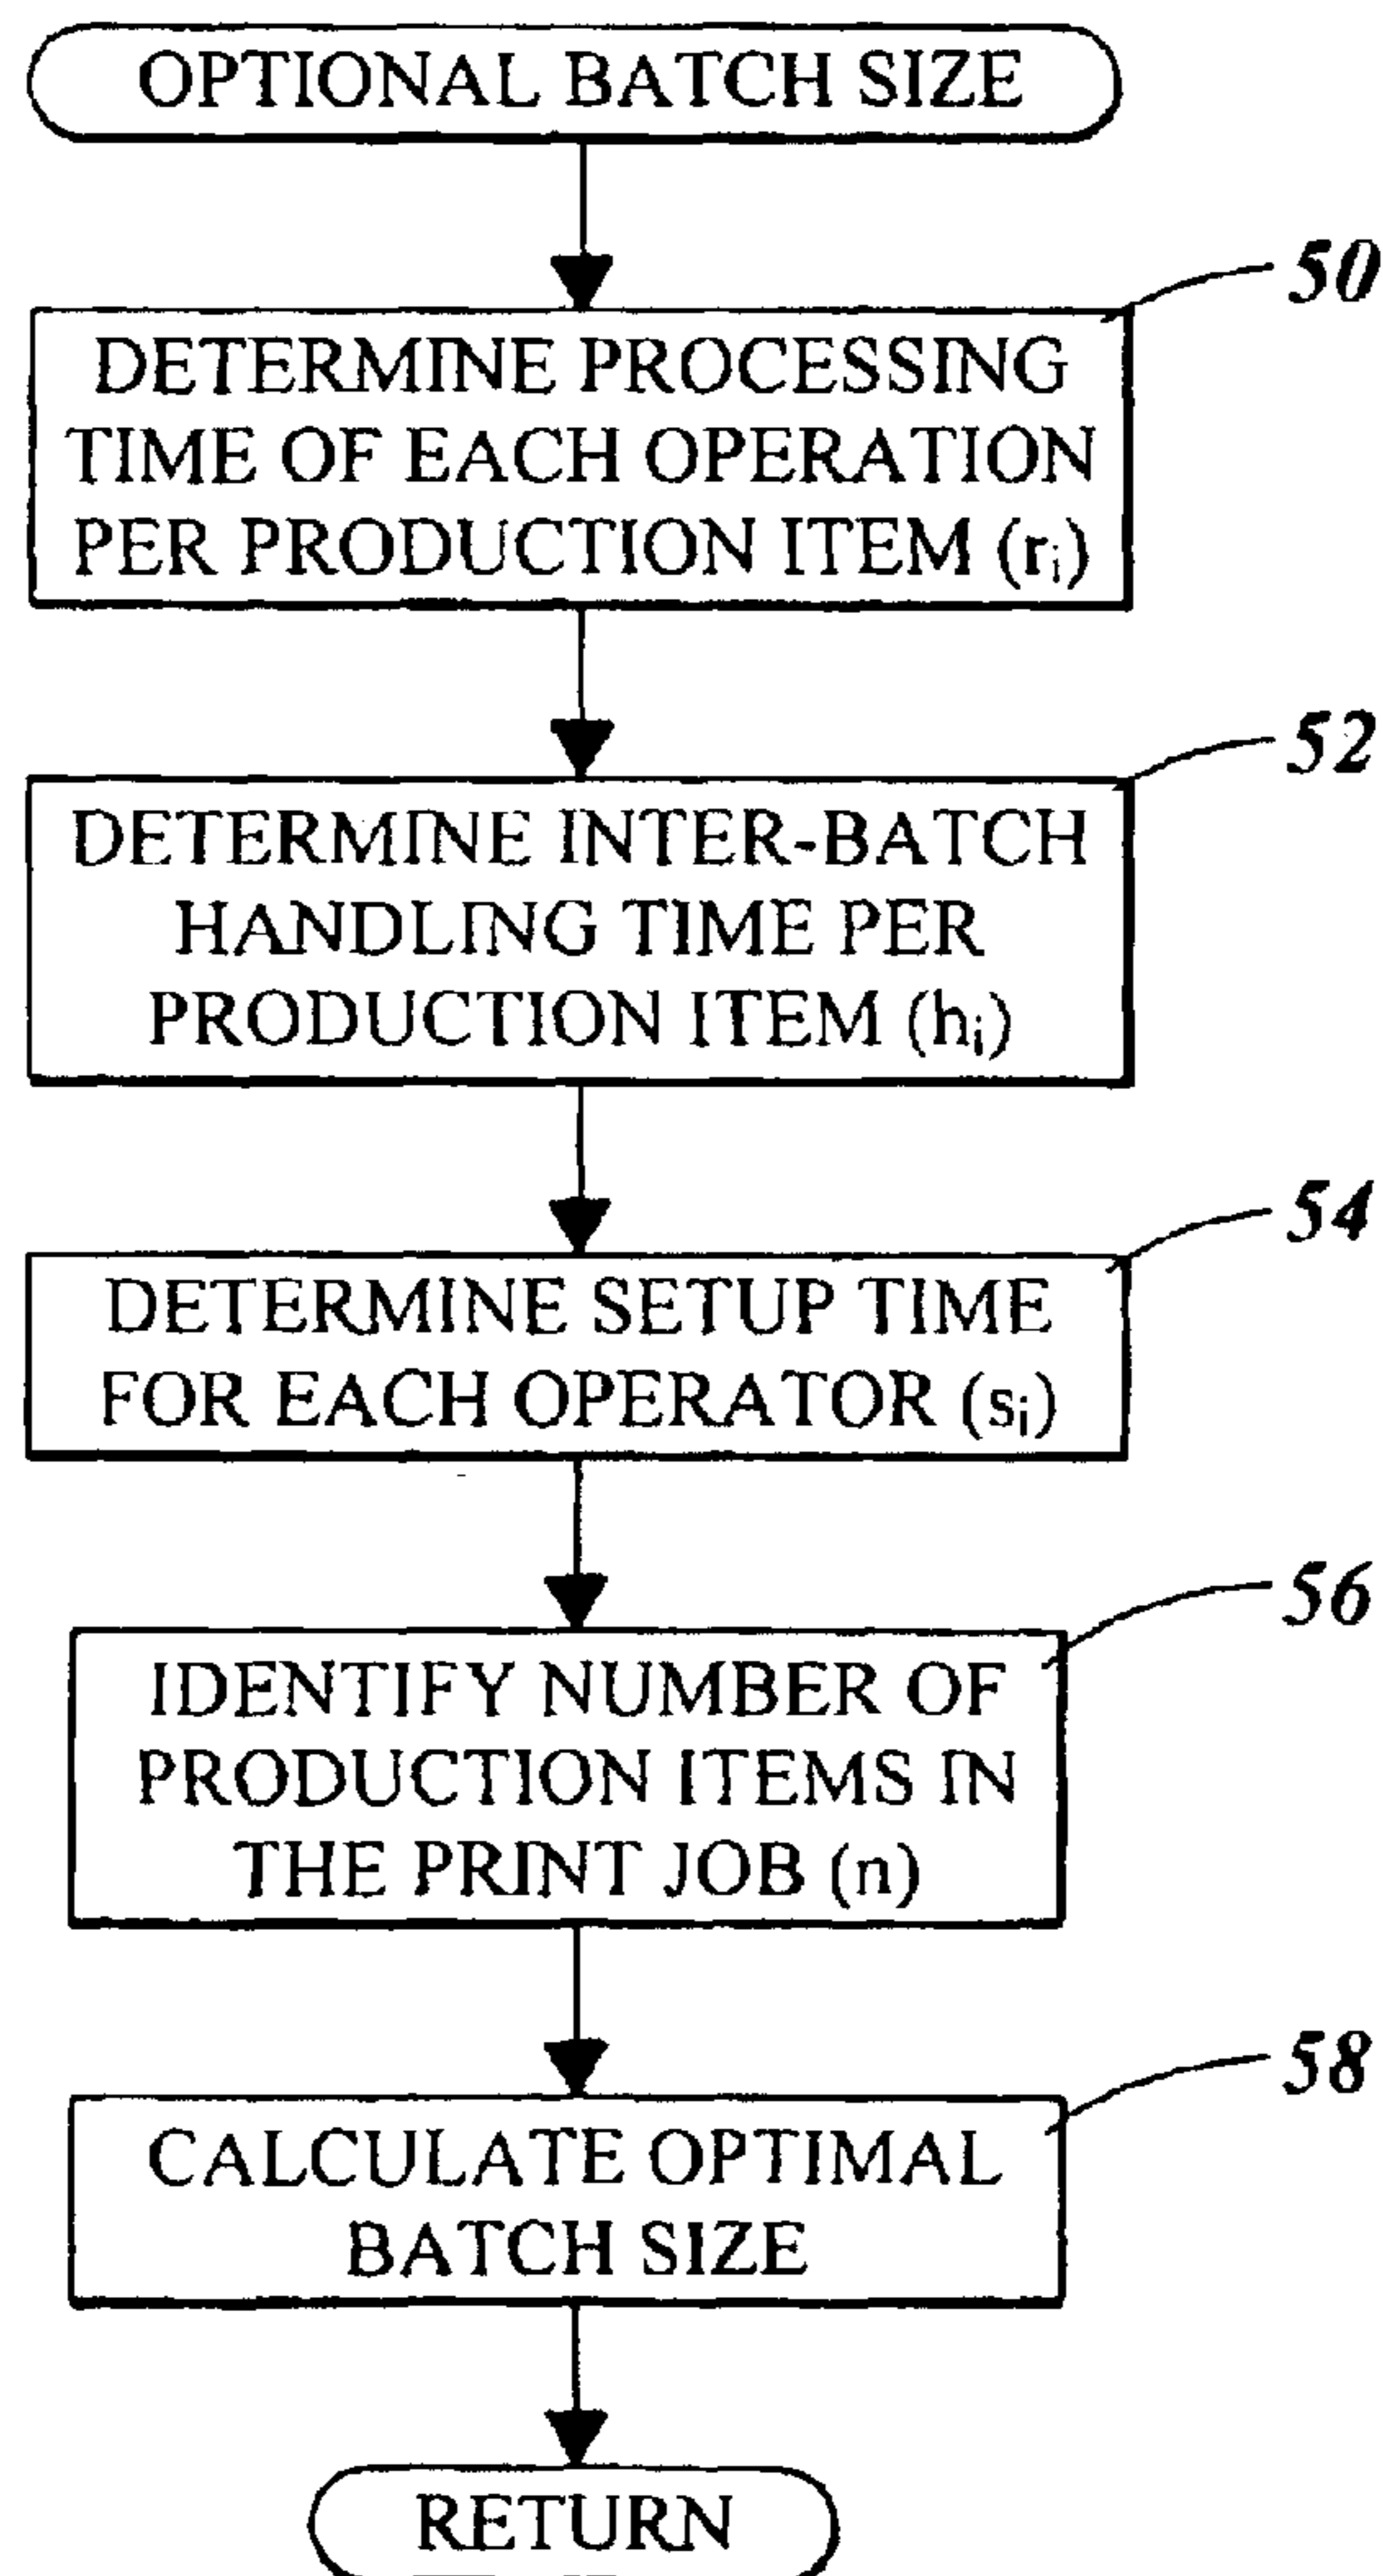 OPTIONAL BATCH SIZE
50
DETERMINE PROCESSING
TIME OF EACH OPERATION
PER PRODUCTION ITEM (rᵢ)
52
DETERMINE INTER-BATCH
HANDLING TIME PER
PRODUCTION ITEM (hᵢ)
54
DETERMINE SETUP TIME
FOR EACH OPERATOR (sᵢ)
56
IDENTIFY NUMBER OF
PRODUCTION ITEMS IN
THE PRINT JOB (n)
58
CALCULATE OPTIMAL
BATCH SIZE
RETURN